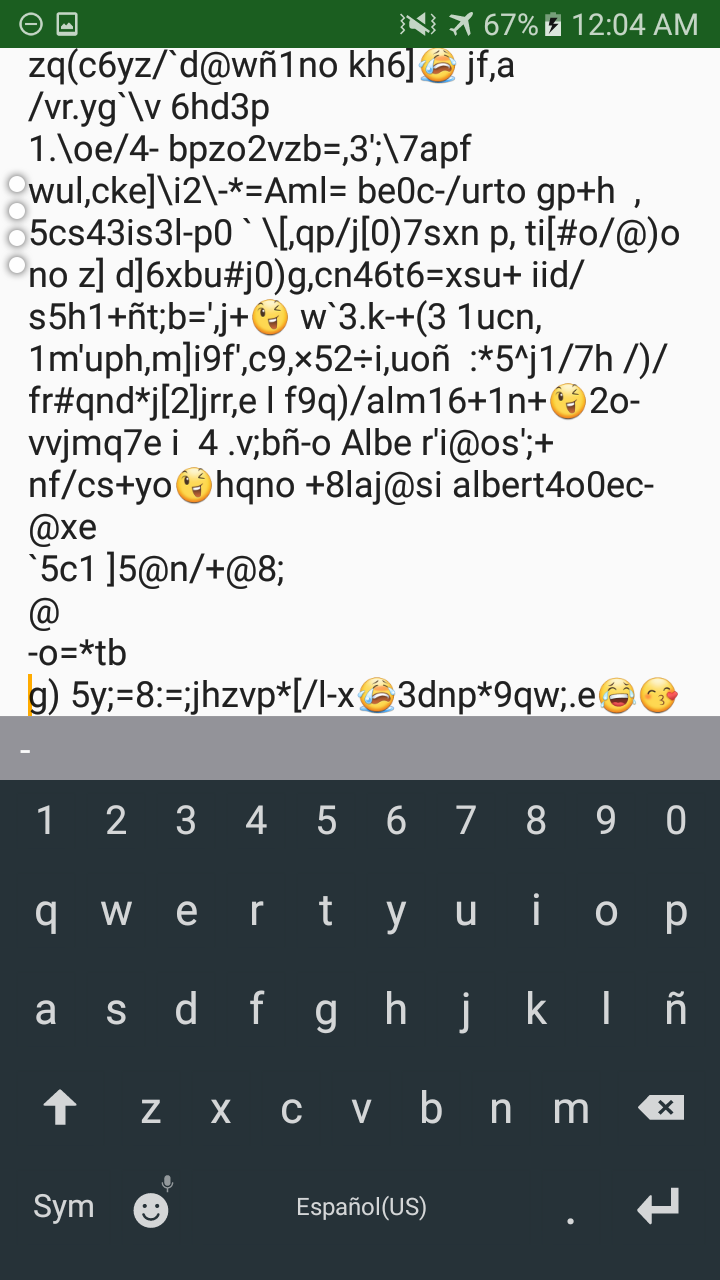 67% 12:04 AM
zq(c6yz/`d@wñ1no kh6]😭 jf,a
/vr.yg`\v 6hd3p
1.\oe/4- bpzo2vzb=,3';\7apf
wul,cke]\i2\-*=Aml= be0c-/urto gp+h  ,
5cs43is3l-p0 ` \[,qp/j[0)7sxn p, ti[#o/@)o
no z] d]6xbu#j0)g,cn46t6=xsu+ iid/
s5h1+ñt;b=',j+😉 w`3.k-+(3 1ucn,
1m'uph,m]i9f',c9,×52÷i,uoñ  :*5^j1/7h /)/
fr#qnd*j[2]jrr,e l f9q)/alm16+1n+😉2o-
vvjmq7e i  4 .v;bñ-o Albe r'i@os';+
nf/cs+yo😉hqno +8laj@si albert4o0ec-
@xe
`5c1 ]5@n/+@8;
@
-o=*tb
g) 5y;=8:=;jhzvp*[/l-x😭3dnp*9qw;.e😂😘
-
1 2 3 4 5 6 7 8 9 0
q w e r t y u i o p
a s d f g h j k l ñ
z x c v b n m
Sym Español(US) .